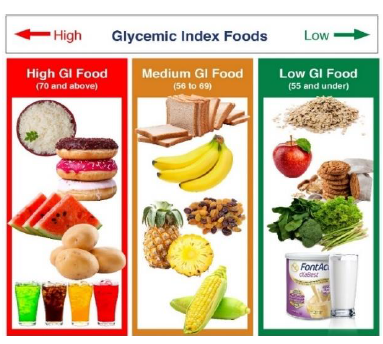 High Glycemic Index Foods Low
High GI Food
(70 and above)
Medium GI Food
(56 to 69)
Low GI Food
(55 and under)
diaBest